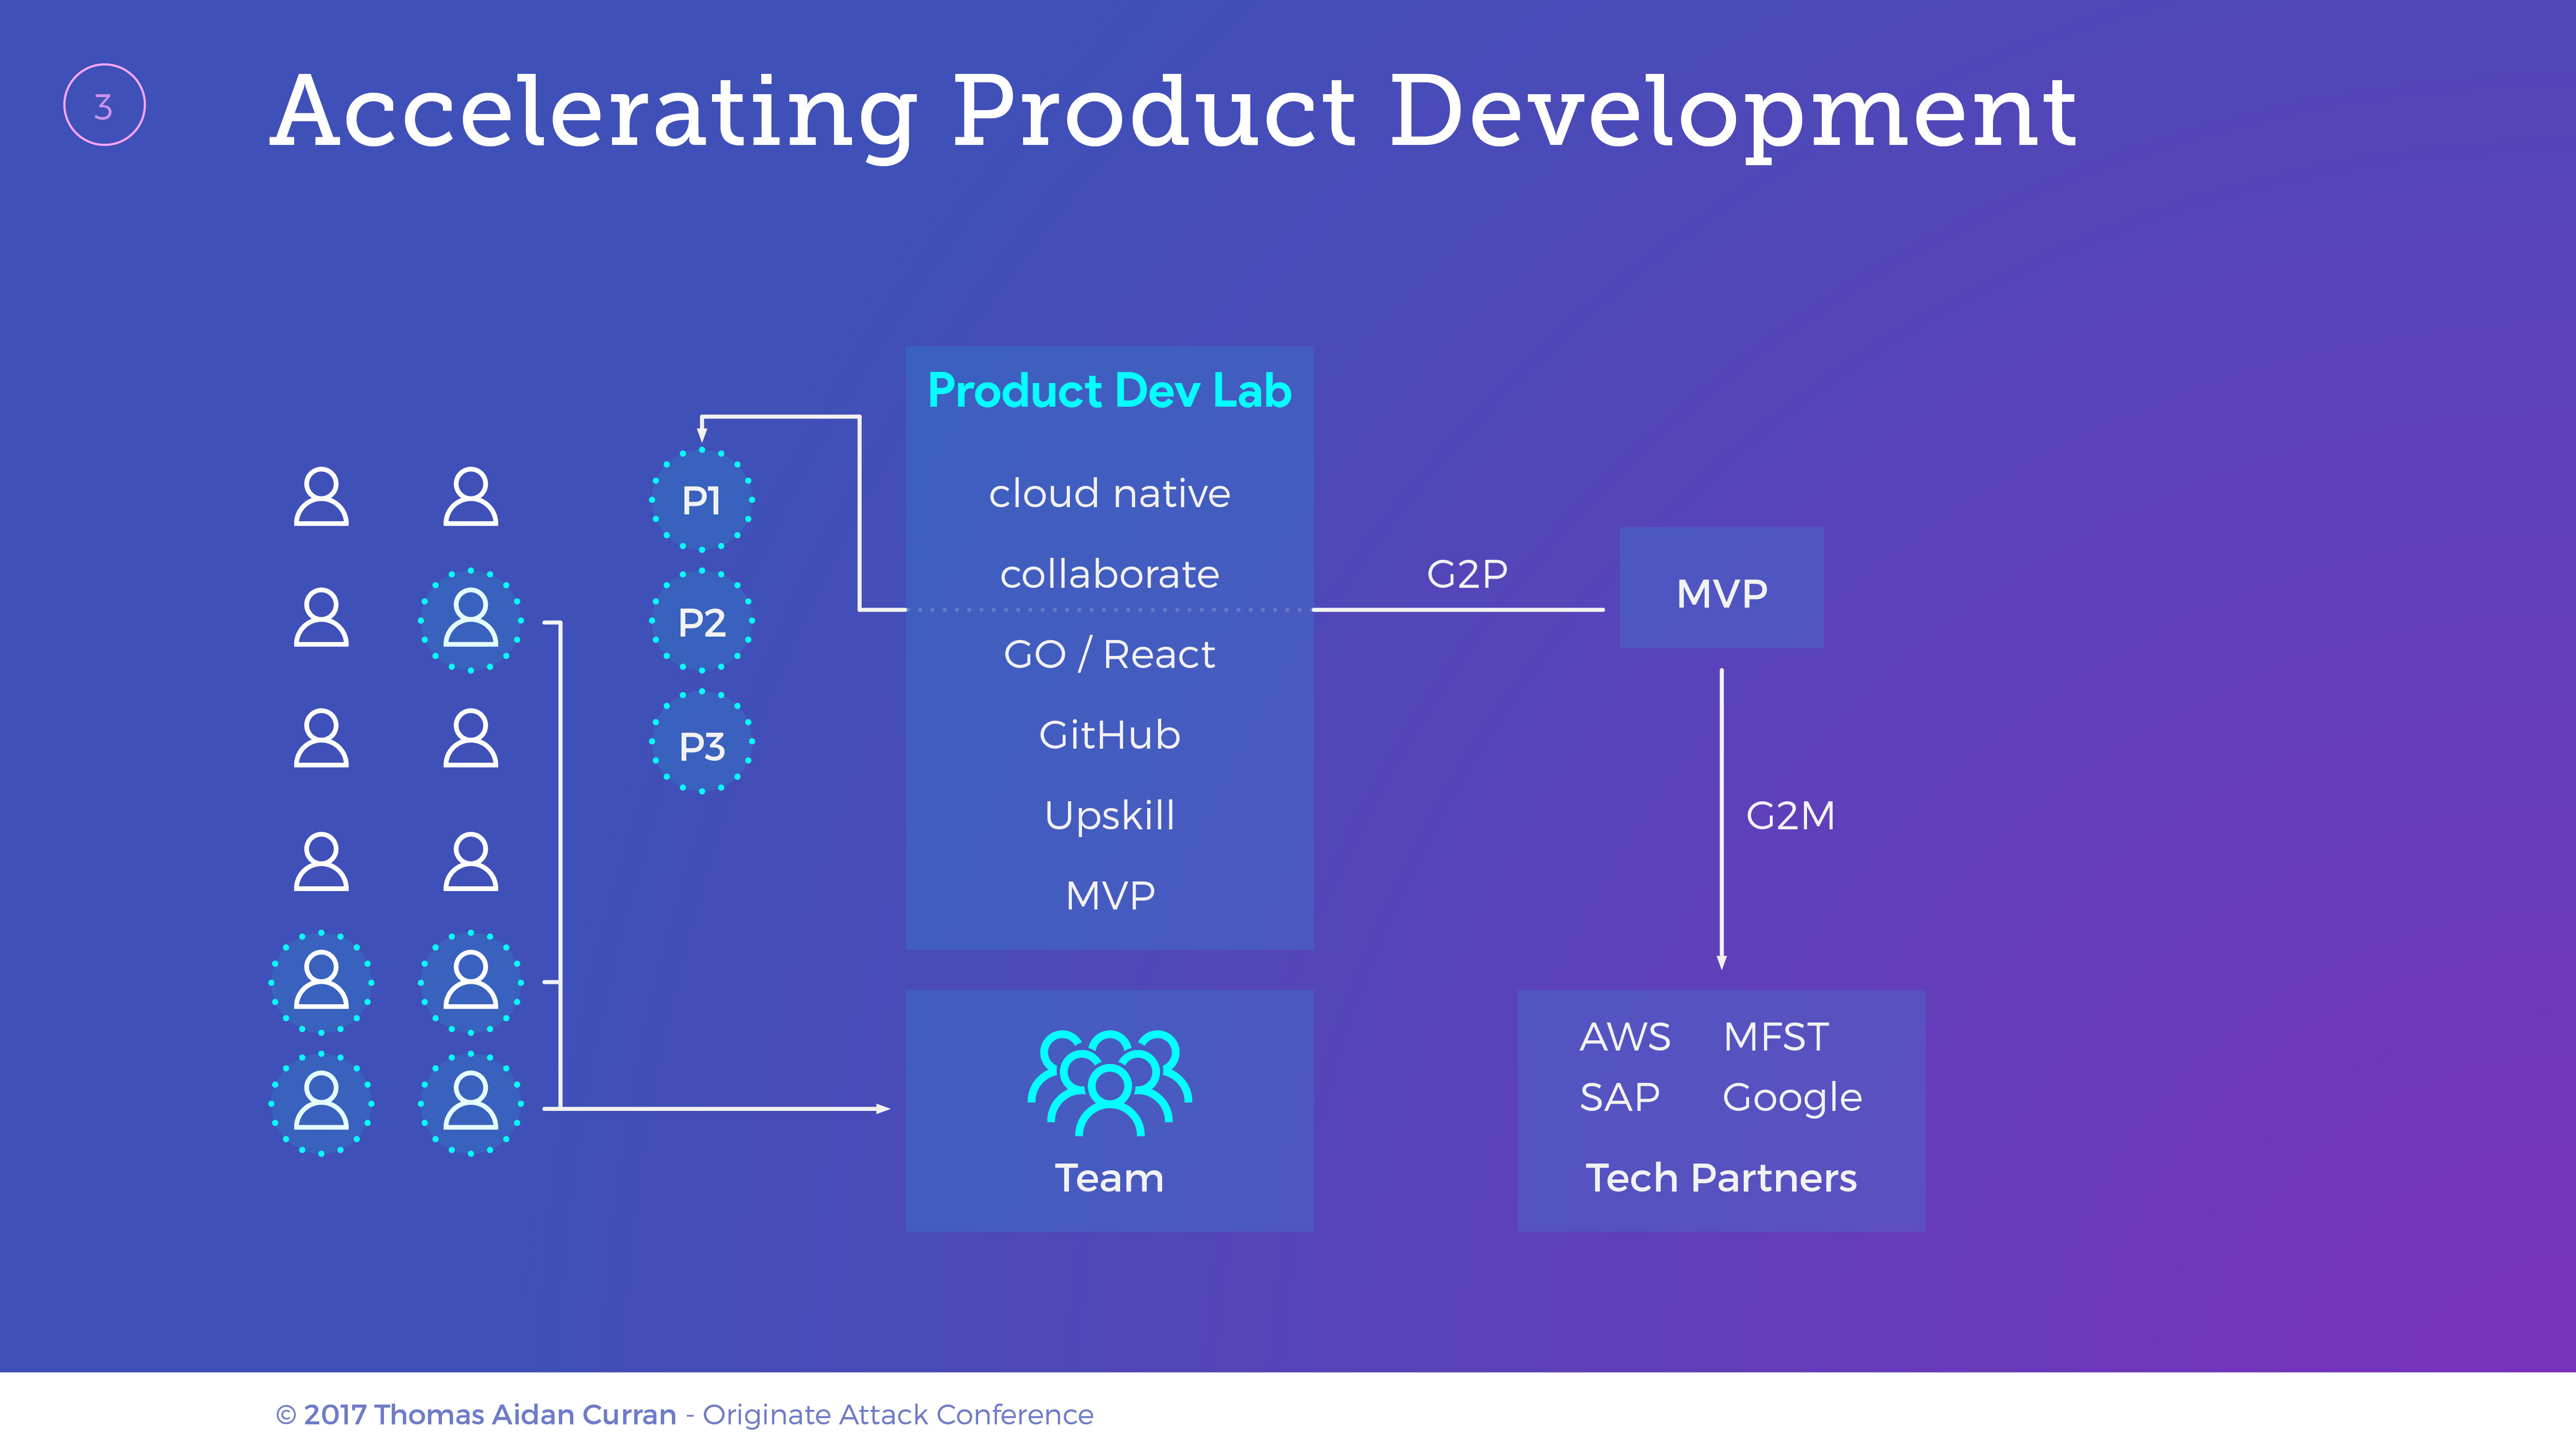 3
Accelerating Product Development
P1
P2
P3
Product Dev Lab
cloud native
collaborate
GO / React
GitHub
Upskill
MVP
Team
G2P
MVP
G2M
AWS MFST
SAP Google
Tech Partners
© 2017 Thomas Aidan Curran - Originate Attack Conference